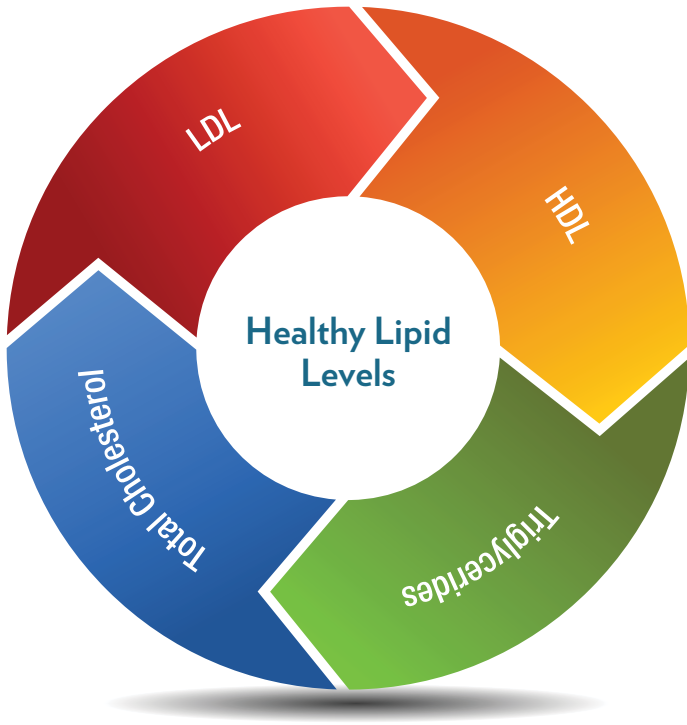 LDL
HDL
Healthy Lipid
Levels
Total Cholesterol
Triglycerides